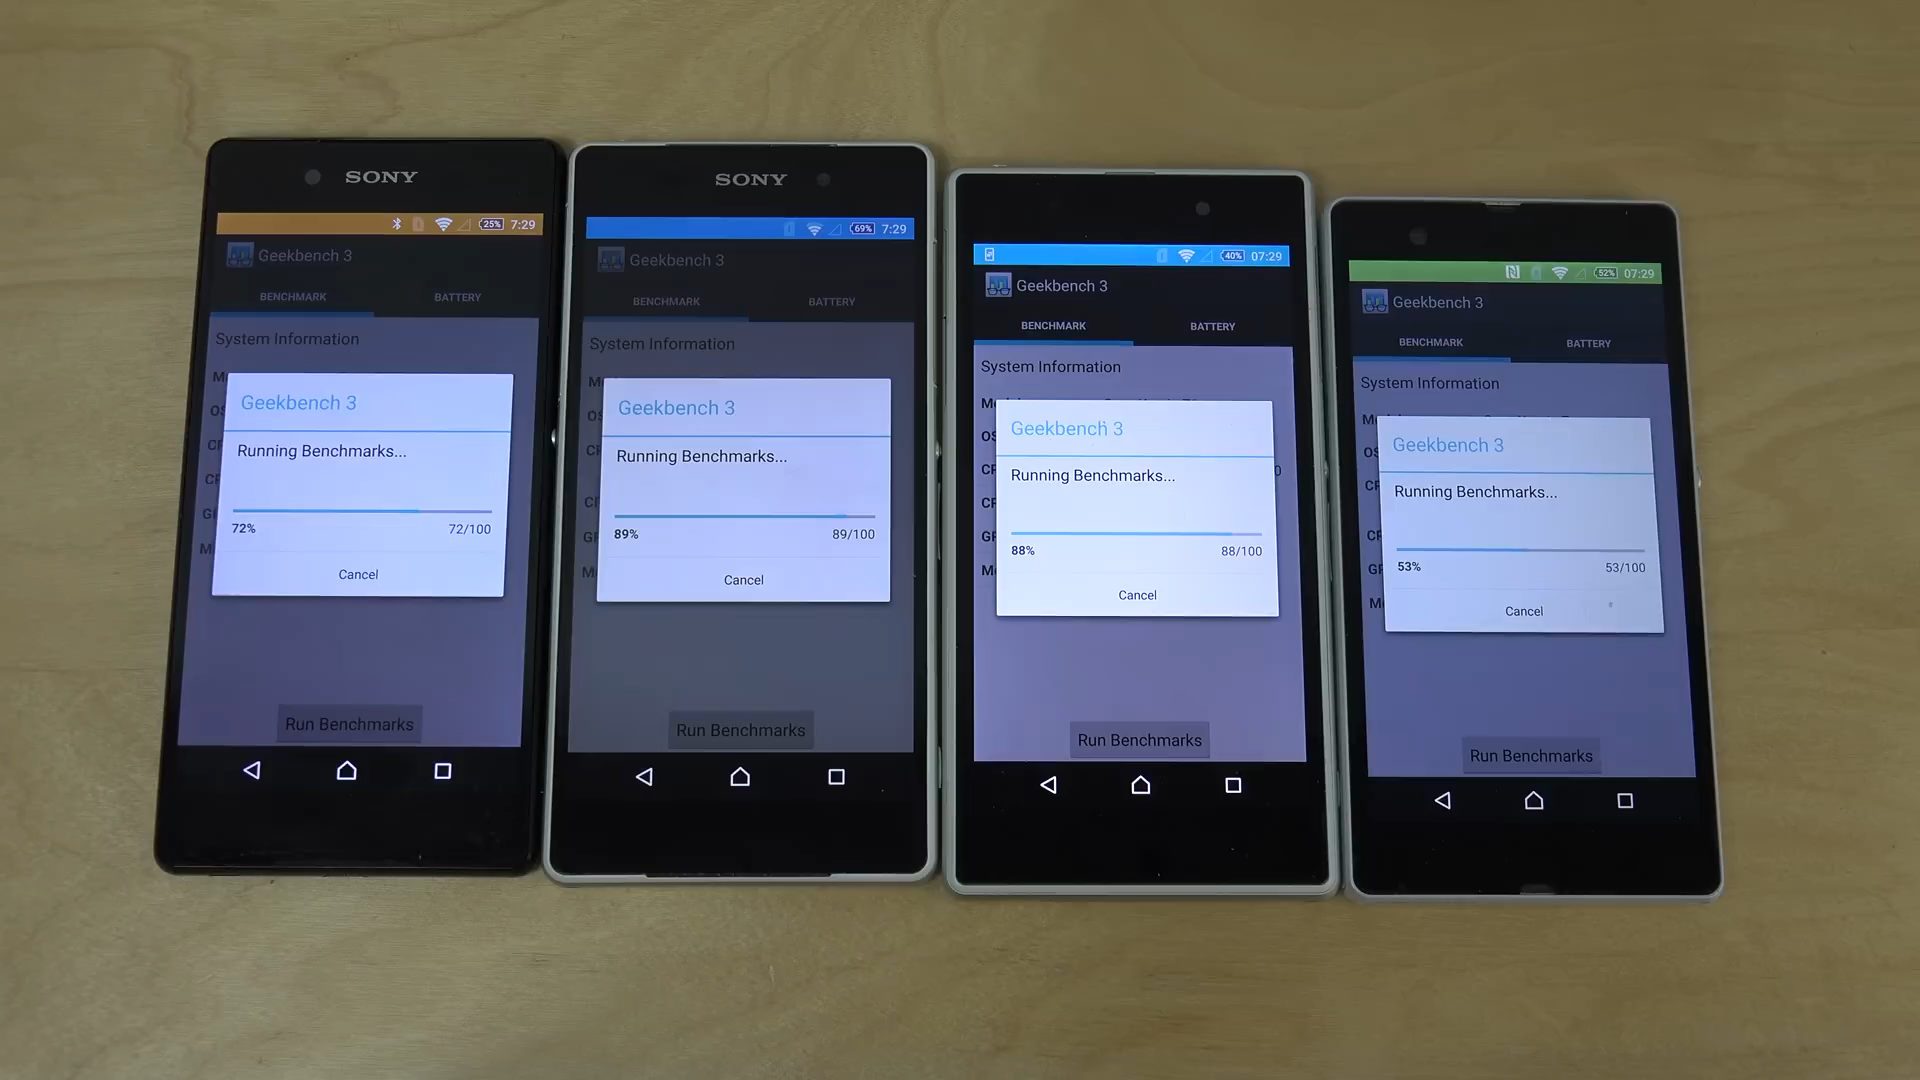 SONY
25% 7:29
Geekbench 3
BENCHMARK BATTERY
System Information
Geekbench 3
Running Benchmarks...
72% 72/100
Cancel
Run Benchmarks
SONY
69% 7:29
Geekbench 3
BENCHMARK BATTERY
System Information
Geekbench 3
Running Benchmarks...
89% 89/100
Cancel
Run Benchmarks
40% 07:29
Geekbench 3
BENCHMARK BATTERY
System Information
Geekbench 3
Running Benchmarks...
88% 88/100
Cancel
Run Benchmarks
52% 07:29
Geekbench 3
BENCHMARK BATTERY
System Information
Geekbench 3
Running Benchmarks...
53% 53/100
Cancel
Run Benchmarks